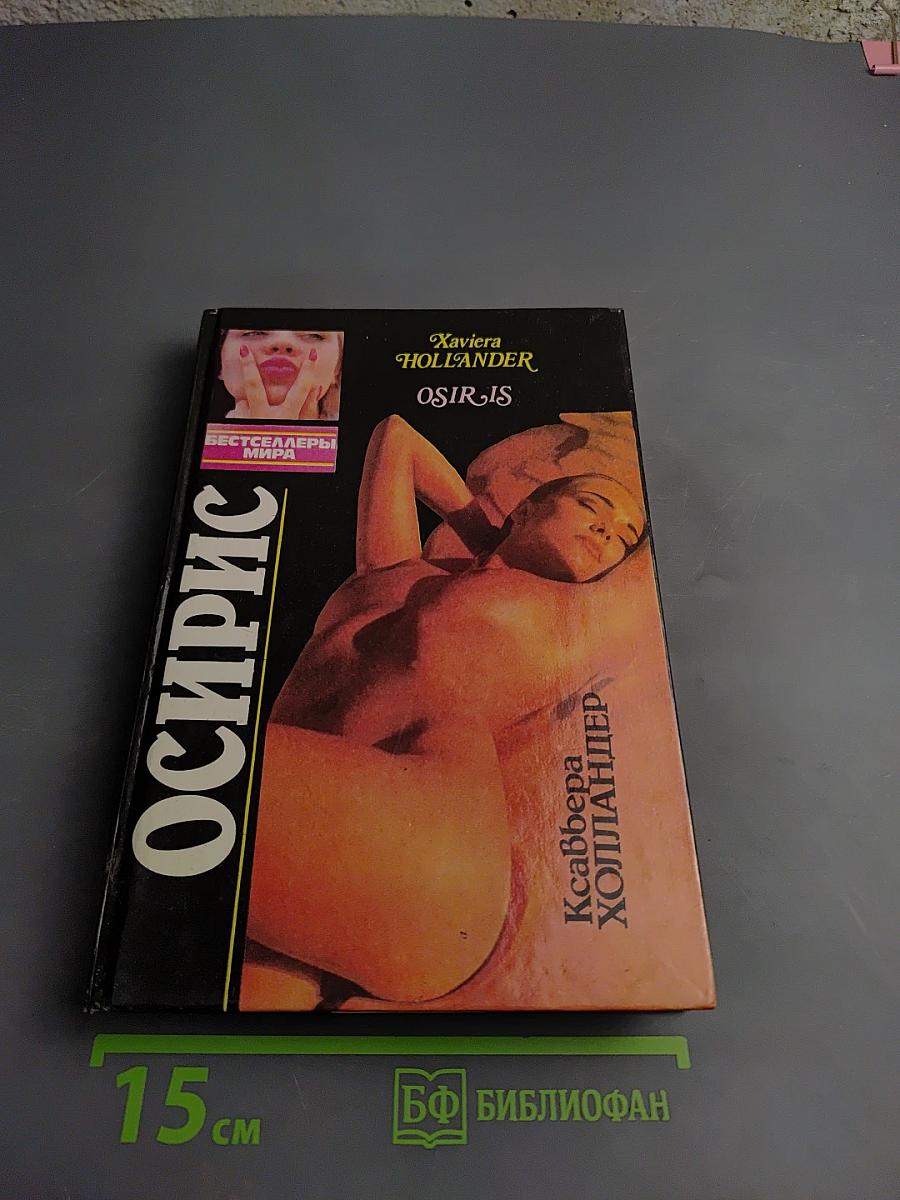 Xaviera
HOLLANDER
OSIRIS
БЕСТСЕЛЛЕРЫ
МИРА
ОСИРИС
Ксавьера
ХОЛЛАНДЕР
15 см
БФ БИБЛИОФАН